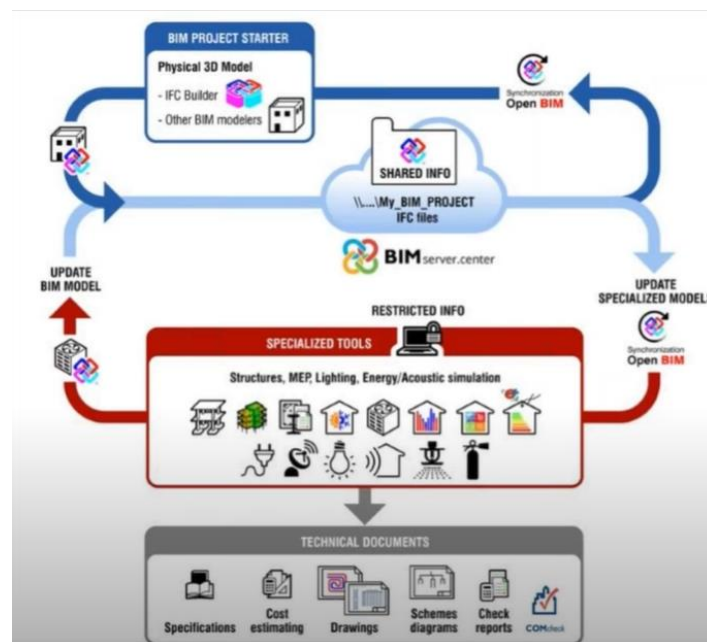 BIM PROJECT STARTER
Physical 3D Model
- IFC Builder
- Other BIM modelers
Synchronization
Open BIM
SHARED INFO
\\....\My_BIM_PROJECT
IFC files
BIMserver.center
UPDATE
BIM MODEL
UPDATE
SPECIALIZED MODEL
RESTRICTED INFO
Synchronization
Open BIM
SPECIALIZED TOOLS
Structures, MEP, Lighting, Energy/Acoustic simulation
TECHNICAL DOCUMENTS
Specifications
Cost
estimating
Drawings
Schemes
diagrams
Check
reports
COMcheck